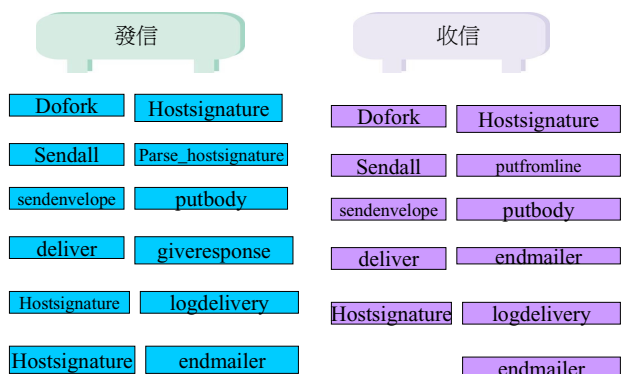 發信
收信
Dofork
Hostsignature
Sendall
Parse_hostsignature
sendenvelope
putbody
deliver
giveresponse
Hostsignature
logdelivery
Hostsignature
endmailer
Dofork
Hostsignature
Sendall
putfromline
sendenvelope
putbody
deliver
endmailer
Hostsignature
logdelivery
endmailer